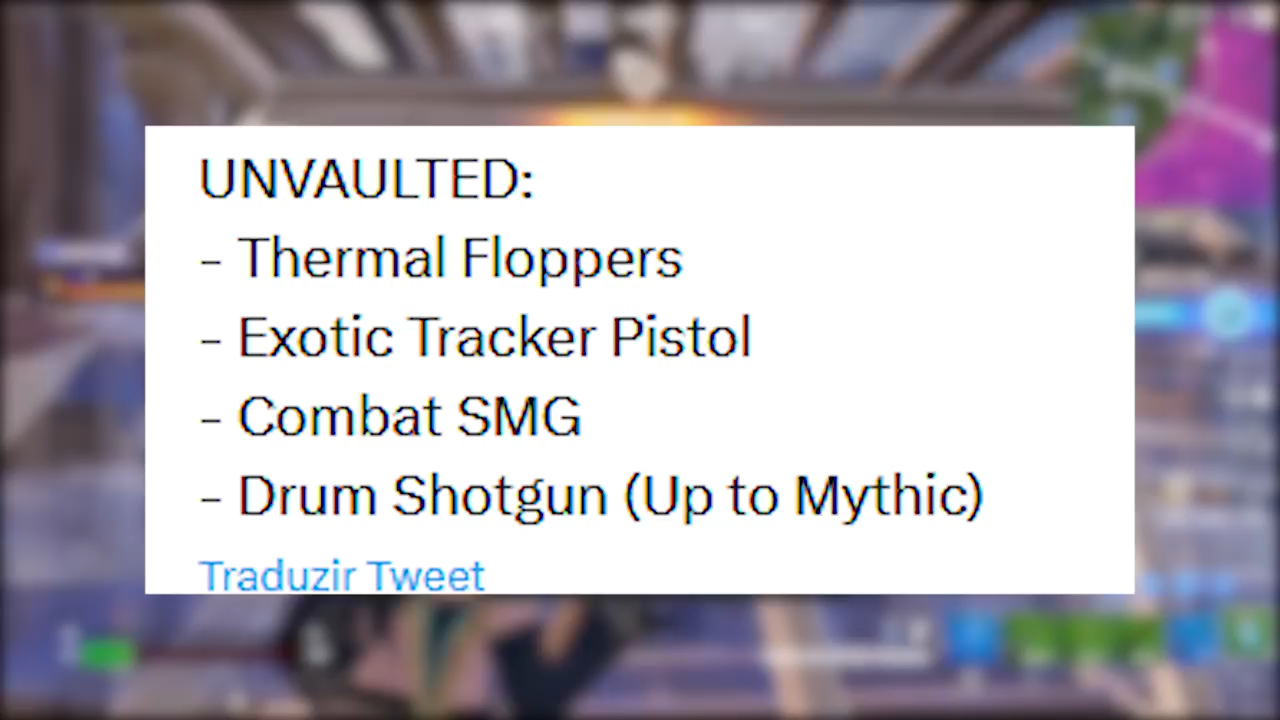 UNVAULTED:
- Thermal Floppers
- Exotic Tracker Pistol
- Combat SMG
- Drum Shotgun (Up to Mythic)
Traduzir Tweet